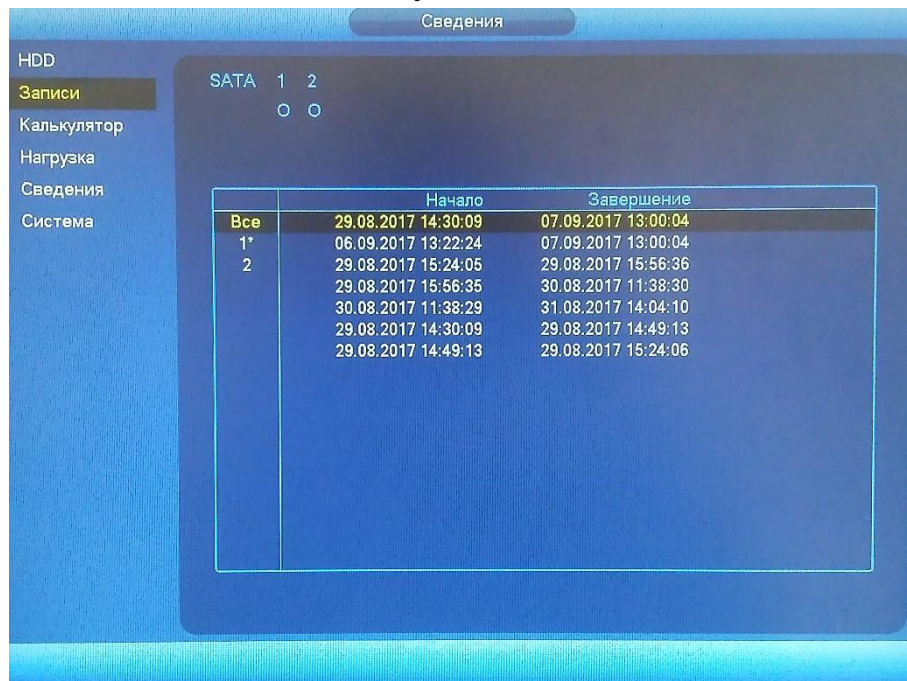 Сведения
HDD
Записи
Калькулятор
Нагрузка
Сведения
Система
SATA 1 2
O O
Начало Завершение
Все 29.08.2017 14:30:09 07.09.2017 13:00:04
1* 06.09.2017 13:22:24 07.09.2017 13:00:04
2 29.08.2017 15:24:05 29.08.2017 15:56:36
29.08.2017 15:56:35 30.08.2017 11:38:30
30.08.2017 11:38:29 31.08.2017 14:04:10
29.08.2017 14:30:09 29.08.2017 14:49:13
29.08.2017 14:49:13 29.08.2017 15:24:06